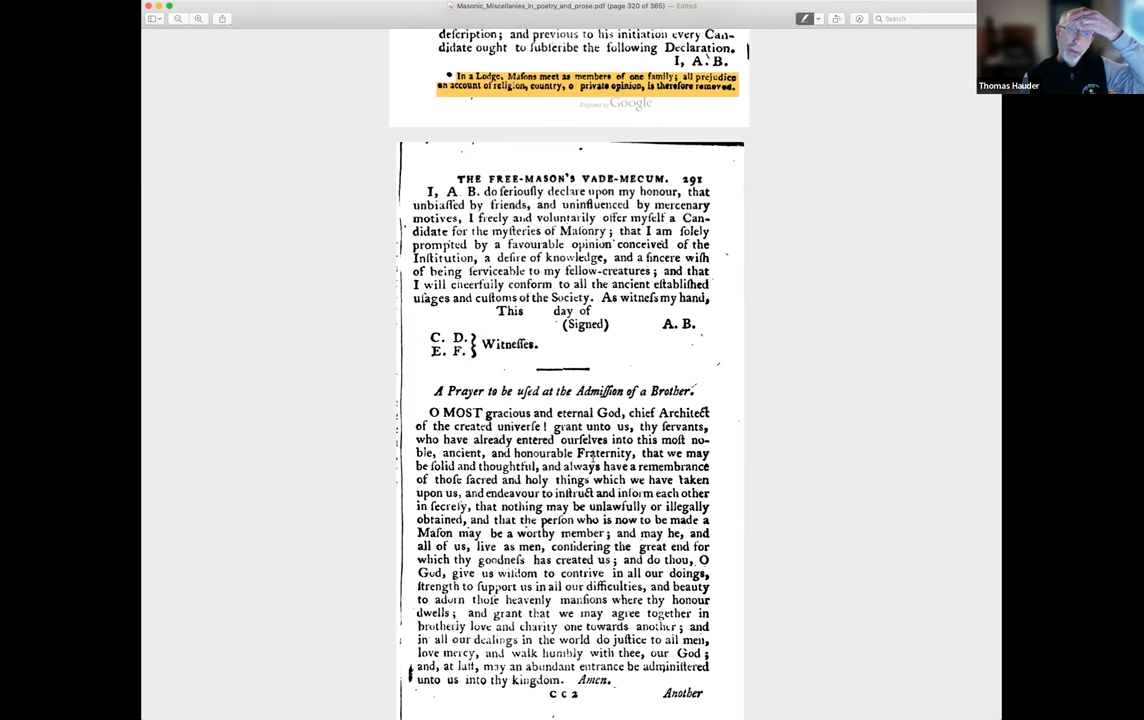 Masonic_Miscellanies_in_poetry_and_prose.pdf (page 320 of 365) — Edited
Search
Thomas Hauder
deſcription; and previous to his initiation every Can-
didate ought to ſubſcribe the following Declaration.
I, A. B.
• In a Lodge, Maſons meet as members of one family; all prejudice
on account of religion, country, o private opinion, is therefore removed.
Digitized by Google
THE FREE-MASON'S VADE-MECUM. 291
I, A B. do ſeriouſly declare upon my honour, that
unbiaſſed by friends, and uninfluenced by mercenary
motives, I freely and voluntarily offer myſelf a Can-
didate for the myſteries of Maſonry; that I am ſolely
prompted by a favourable opinion conceived of the
Inſtitution, a deſire of knowledge, and a ſincere wiſh
of being ſerviceable to my fellow-creatures; and that
I will cheerfully conform to all the ancient eſtabliſhed
uſages and cuſtoms of the Society. As witneſs my hand,
This day of
(Signed) A. B.
C. D.
E. F. } Witneſſes.
A Prayer to be uſed at the Admiſſion of a Brother.
O MOST gracious and eternal God, chief Architect
of the created univerſe! grant unto us, thy ſervants,
who have already entered ourſelves into this moſt no-
ble, ancient, and honourable Fraternity, that we may
be ſolid and thoughtful, and always have a remembrance
of thoſe ſacred and holy things which we have taken
upon us, and endeavour to inſtruct and inform each other
in ſecreſy, that nothing may be unlawfully or illegally
obtained, and that the perſon who is now to be made a
Maſon may be a worthy member; and may he, and
all of us, live as men, conſidering the great end for
which thy goodneſs has created us; and do thou, O
God, give us wiſdom to contrive in all our doings,
ſtrength to ſupport us in all our difficulties, and beauty
to adorn thoſe heavenly manſions where thy honour
dwells; and grant that we may agree together in
brotherly love and charity one towards another; and
in all our dealings in the world do juſtice to all men,
love mercy, and walk humbly with thee, our God;
and, at laſt, may an abundant entrance be adminiſtered
unto us into thy kingdom. Amen.
C C 2 Another